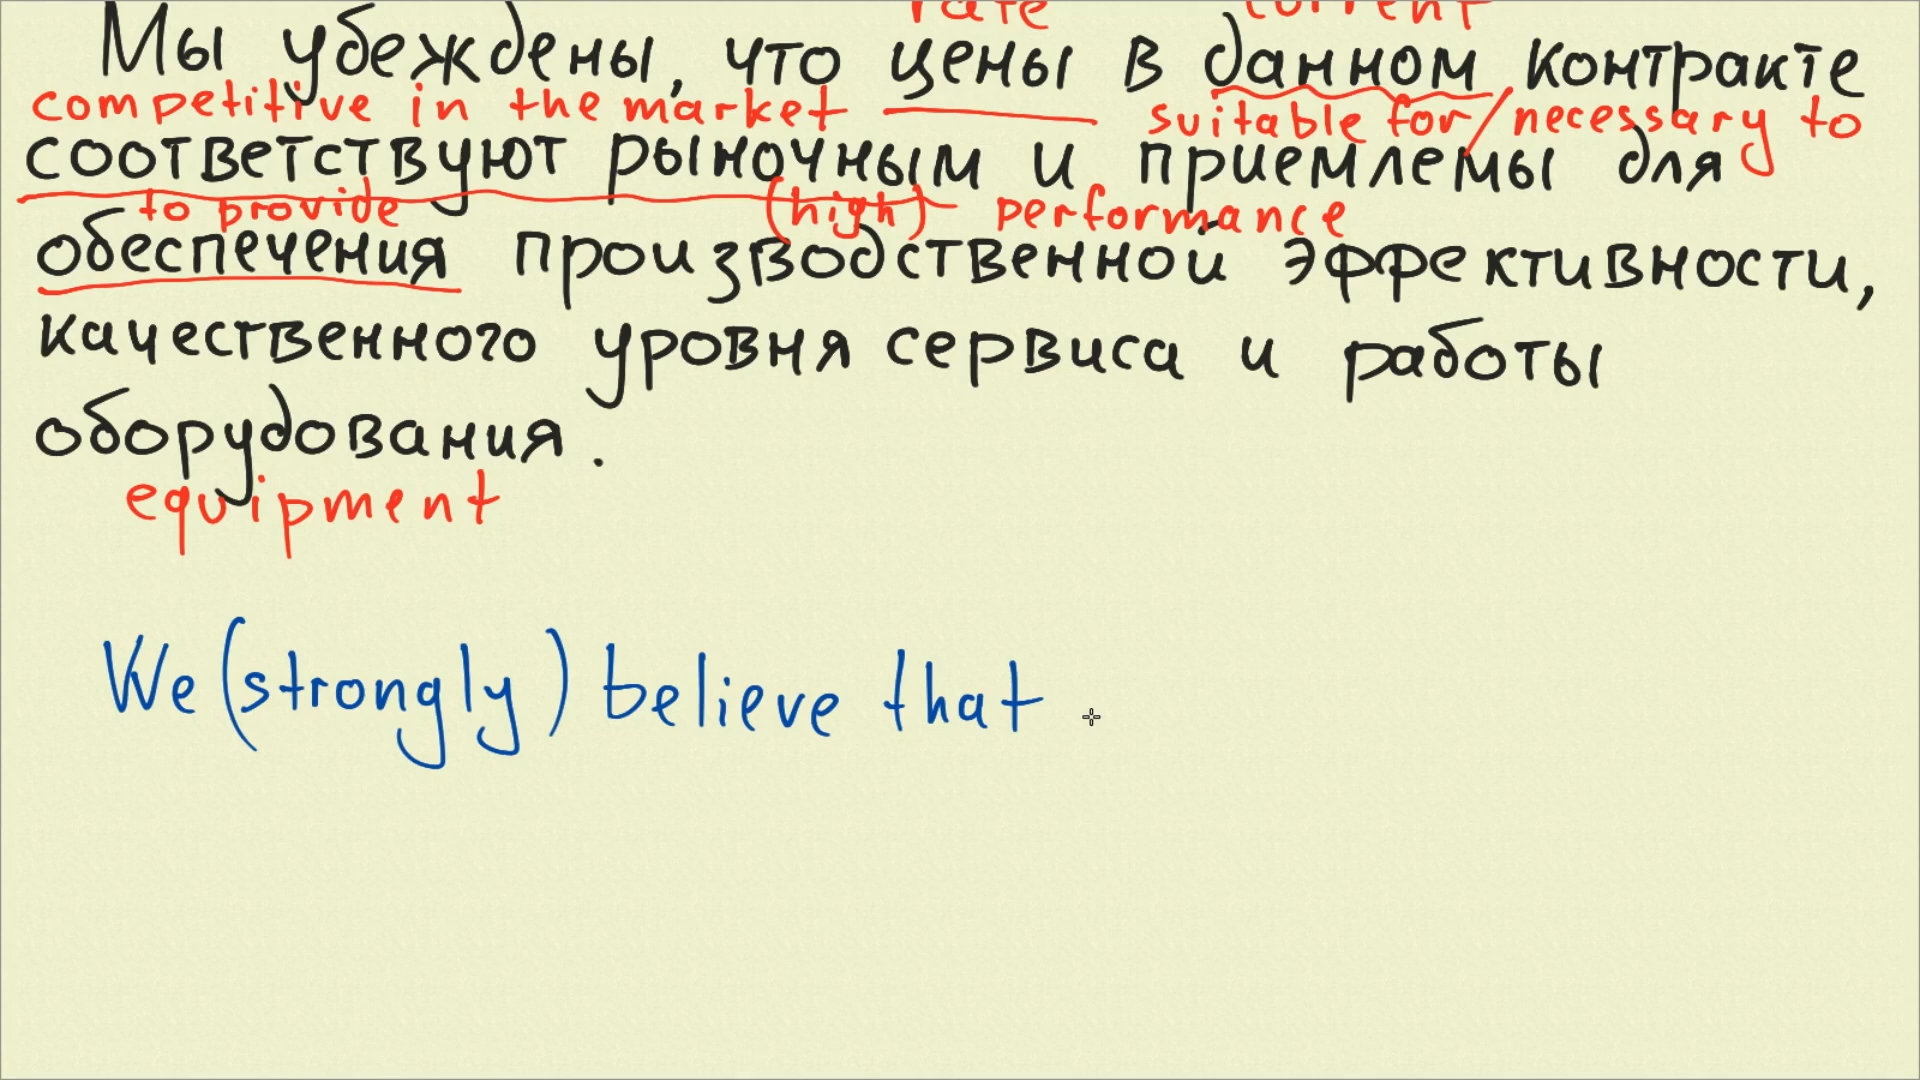 rate current
Мы убеждены, что цены в данном контракте
competitive in the market suitable for/necessary to
соответствуют рыночным и приемлемы для
to provide (high) performance
обеспечения производственной эффективности,
качественного уровня сервиса и работы
оборудования.
equipment
We (strongly) believe that